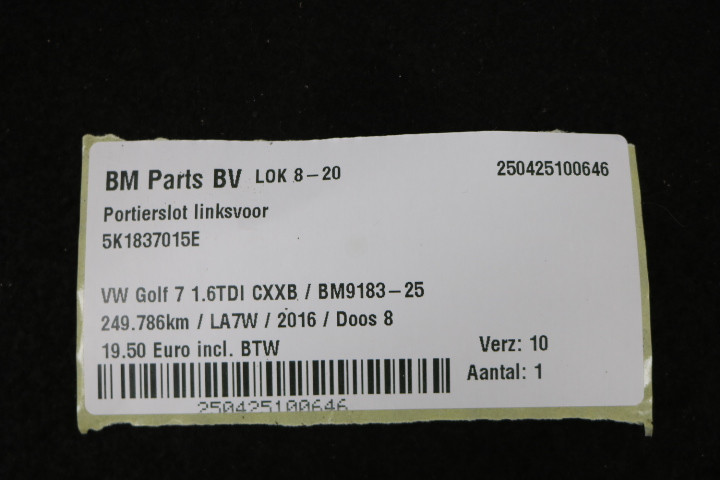 BM Parts BV LOK 8-20 250425100646
Portierslot linksvoor
5K1837015E
VW Golf 7 1.6TDI CXXB / BM9183-25
249.786km / LA7W / 2016 / Doos 8
19.50 Euro incl. BTW Verz: 10
Aantal: 1
250425100646